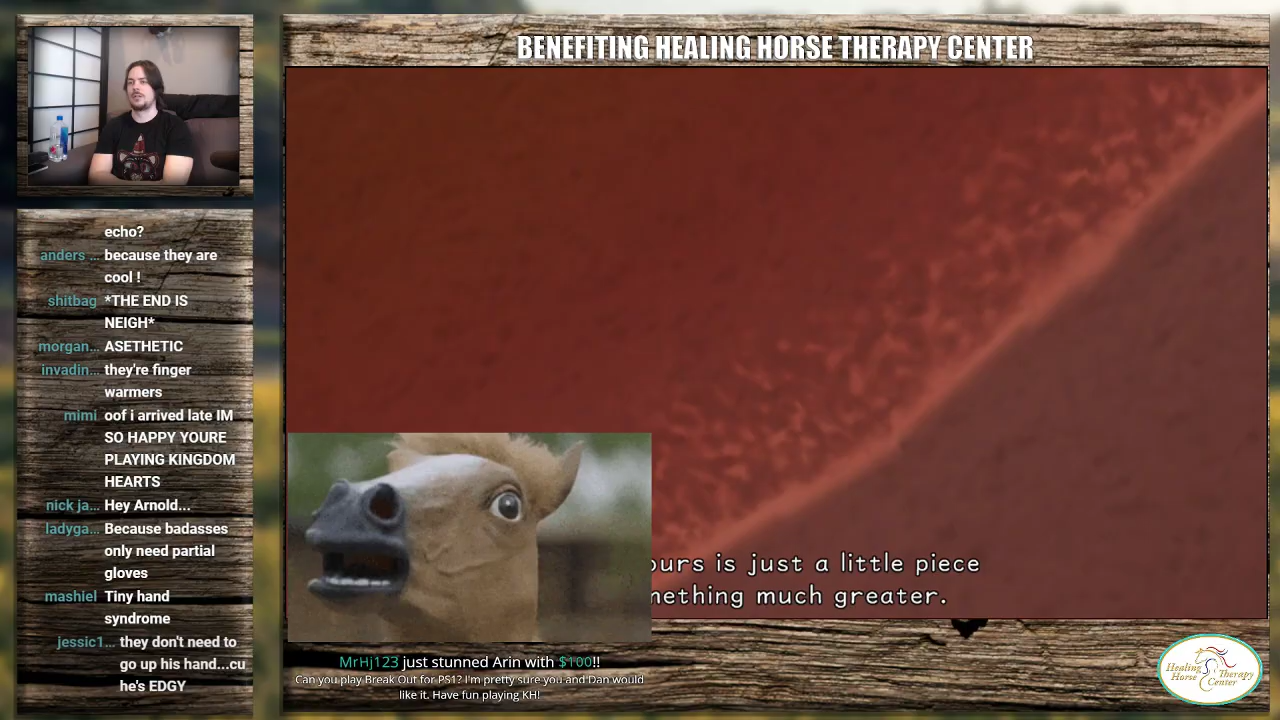 BENEFITING HEALING HORSE THERAPY CENTER
echo?
anders ... because they are
cool !
shitbag *THE END IS
NEIGH*
morgan... ASETHETIC
invadin... they're finger
warmers
mimi oof i arrived late IM
SO HAPPY YOURE
PLAYING KINGDOM
HEARTS
nick ja... Hey Arnold...
ladyga... Because badasses
only need partial
gloves
mashiel Tiny hand
syndrome
jessic1... they don't need to
go up his hand...cu
he's EDGY
ours is just a little piece
mething much greater.
MrHj123 just stunned Arin with $100!!
Can you play Break Out for PS1? I'm pretty sure you and Dan would
like it. Have fun playing KH!
Healing Therapy
Horse Center